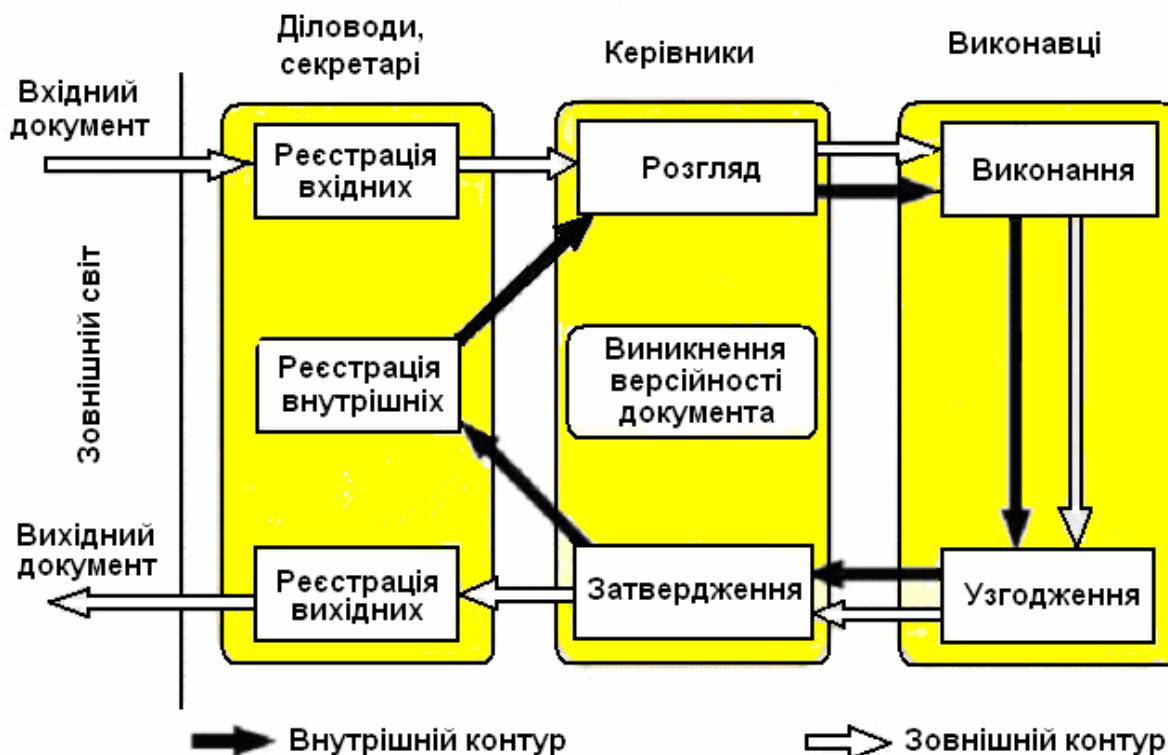 Діловоди,
секретарі
Керівники
Виконавці
Вхідний
документ
Реєстрація
вхідних
Розгляд
Виконання
Зовнішній світ
Реєстрація
внутрішніх
Виникнення
версійності
документа
Вихідний
документ
Реєстрація
вихідних
Затвердження
Узгодження
Внутрішній контур
Зовнішній контур